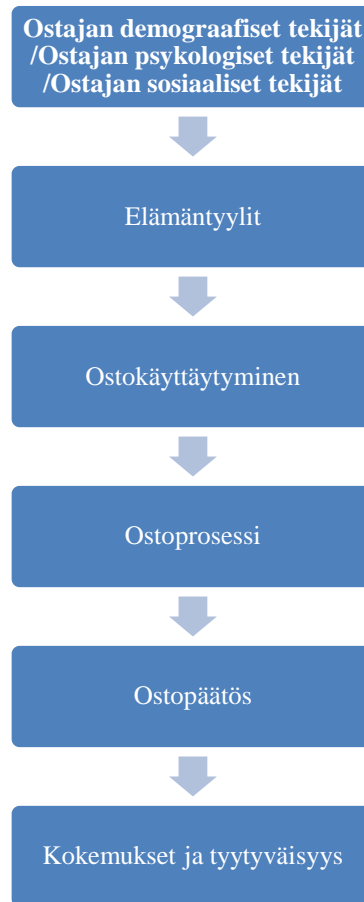 Ostajan demograafiset tekijät
/Ostajan psykologiset tekijät
/Ostajan sosiaaliset tekijät
Elämäntyylit
Ostokäyttäytyminen
Ostoprosessi
Ostopäätös
Kokemukset ja tyytyväisyys